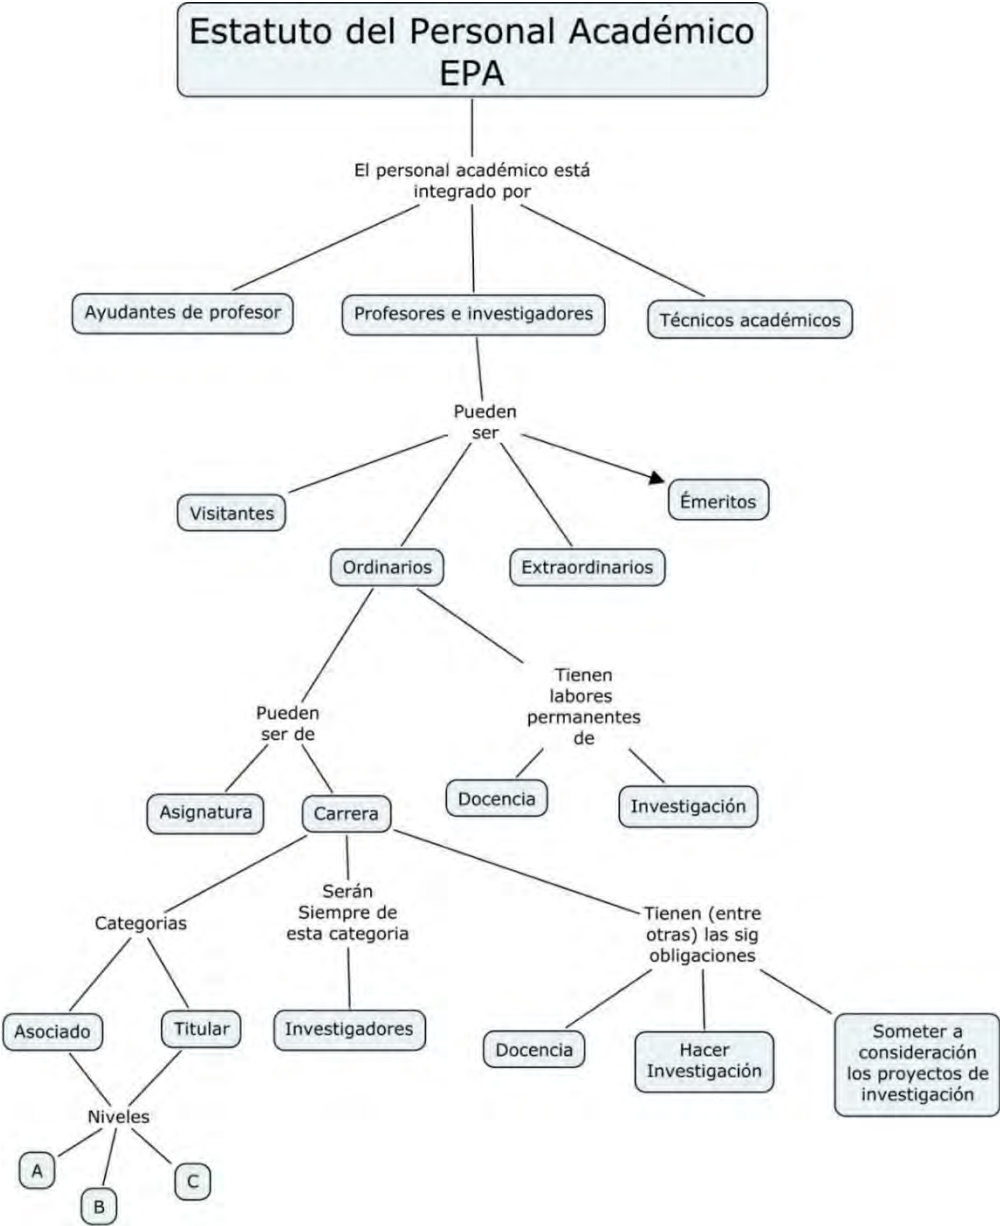 Estatuto del Personal Académico
EPA
El personal académico está
integrado por
Ayudantes de profesor
Profesores e investigadores
Técnicos académicos
Pueden
ser
Visitantes
Émeritos
Ordinarios
Extraordinarios
Pueden
ser de
Tienen
labores
permanentes
de
Asignatura
Carrera
Docencia
Investigación
Categorias
Serán
Siempre de
esta categoria
Tienen (entre
otras) las sig
obligaciones
Asociado
Titular
Investigadores
Docencia
Hacer
Investigación
Someter a
consideración
los proyectos de
investigación
Niveles
A
B
C